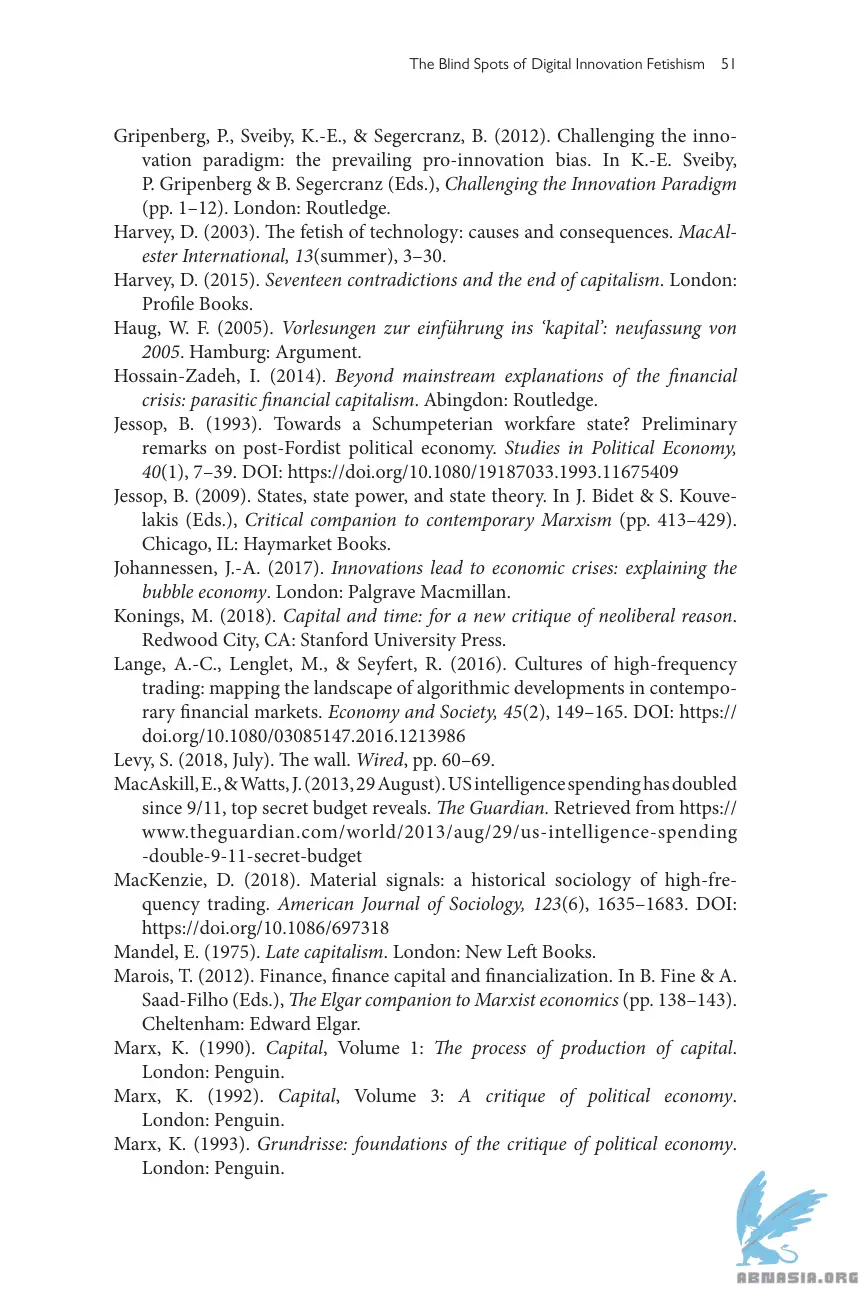 The Blind Spots of Digital Innovation Fetishism 51
Gripenberg, P., Sveiby, K.-E., & Segercranz, B. (2012). Challenging the inno-
vation paradigm: the prevailing pro-innovation bias. In K.-E. Sveiby,
P. Gripenberg & B. Segercranz (Eds.), Challenging the Innovation Paradigm
(pp. 1–12). London: Routledge.
Harvey, D. (2003). The fetish of technology: causes and consequences. MacAl-
ester International, 13(summer), 3–30.
Harvey, D. (2015). Seventeen contradictions and the end of capitalism. London:
Profile Books.
Haug, W. F. (2005). Vorlesungen zur einführung ins ‘kapital’: neufassung von
2005. Hamburg: Argument.
Hossain-Zadeh, I. (2014). Beyond mainstream explanations of the financial
crisis: parasitic financial capitalism. Abingdon: Routledge.
Jessop, B. (1993). Towards a Schumpeterian workfare state? Preliminary
remarks on post-Fordist political economy. Studies in Political Economy,
40(1), 7–39. DOI: https://doi.org/10.1080/19187033.1993.11675409
Jessop, B. (2009). States, state power, and state theory. In J. Bidet & S. Kouve-
lakis (Eds.), Critical companion to contemporary Marxism (pp. 413–429).
Chicago, IL: Haymarket Books.
Johannessen, J.-A. (2017). Innovations lead to economic crises: explaining the
bubble economy. London: Palgrave Macmillan.
Konings, M. (2018). Capital and time: for a new critique of neoliberal reason.
Redwood City, CA: Stanford University Press.
Lange, A.-C., Lenglet, M., & Seyfert, R. (2016). Cultures of high-frequency
trading: mapping the landscape of algorithmic developments in contempo-
rary financial markets. Economy and Society, 45(2), 149–165. DOI: https://
doi.org/10.1080/03085147.2016.1213986
Levy, S. (2018, July). The wall. Wired, pp. 60–69.
MacAskill, E., & Watts, J. (2013, 29 August). US intelligence spending has doubled
since 9/11, top secret budget reveals. The Guardian. Retrieved from https://
www.theguardian.com/world/2013/aug/29/us-intelligence-spending
-double-9-11-secret-budget
MacKenzie, D. (2018). Material signals: a historical sociology of high-fre-
quency trading. American Journal of Sociology, 123(6), 1635–1683. DOI:
https://doi.org/10.1086/697318
Mandel, E. (1975). Late capitalism. London: New Left Books.
Marois, T. (2012). Finance, finance capital and financialization. In B. Fine & A.
Saad-Filho (Eds.), The Elgar companion to Marxist economics (pp. 138–143).
Cheltenham: Edward Elgar.
Marx, K. (1990). Capital, Volume 1: The process of production of capital.
London: Penguin.
Marx, K. (1992). Capital, Volume 3: A critique of political economy.
London: Penguin.
Marx, K. (1993). Grundrisse: foundations of the critique of political economy.
London: Penguin.
ABNASIA.ORG